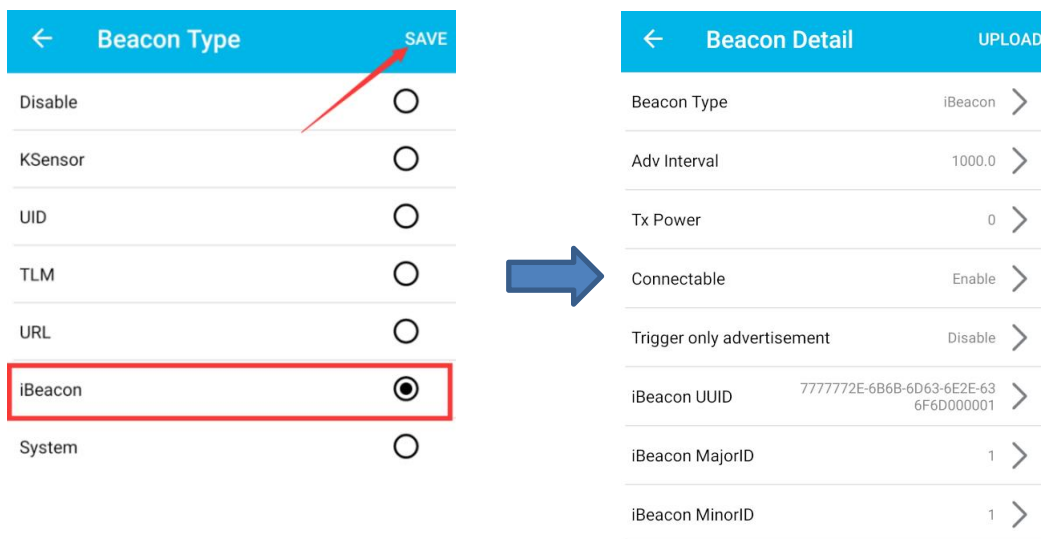 Beacon Type SAVE
Disable
KSensor
UID
TLM
URL
iBeacon
System
Beacon Detail UPLOAD
Beacon Type iBeacon
Adv Interval 1000.0
Tx Power 0
Connectable Enable
Trigger only advertisement Disable
iBeacon UUID 7777772E-6B6B-6D63-6E2E-63
6F6D000001
iBeacon MajorID 1
iBeacon MinorID 1